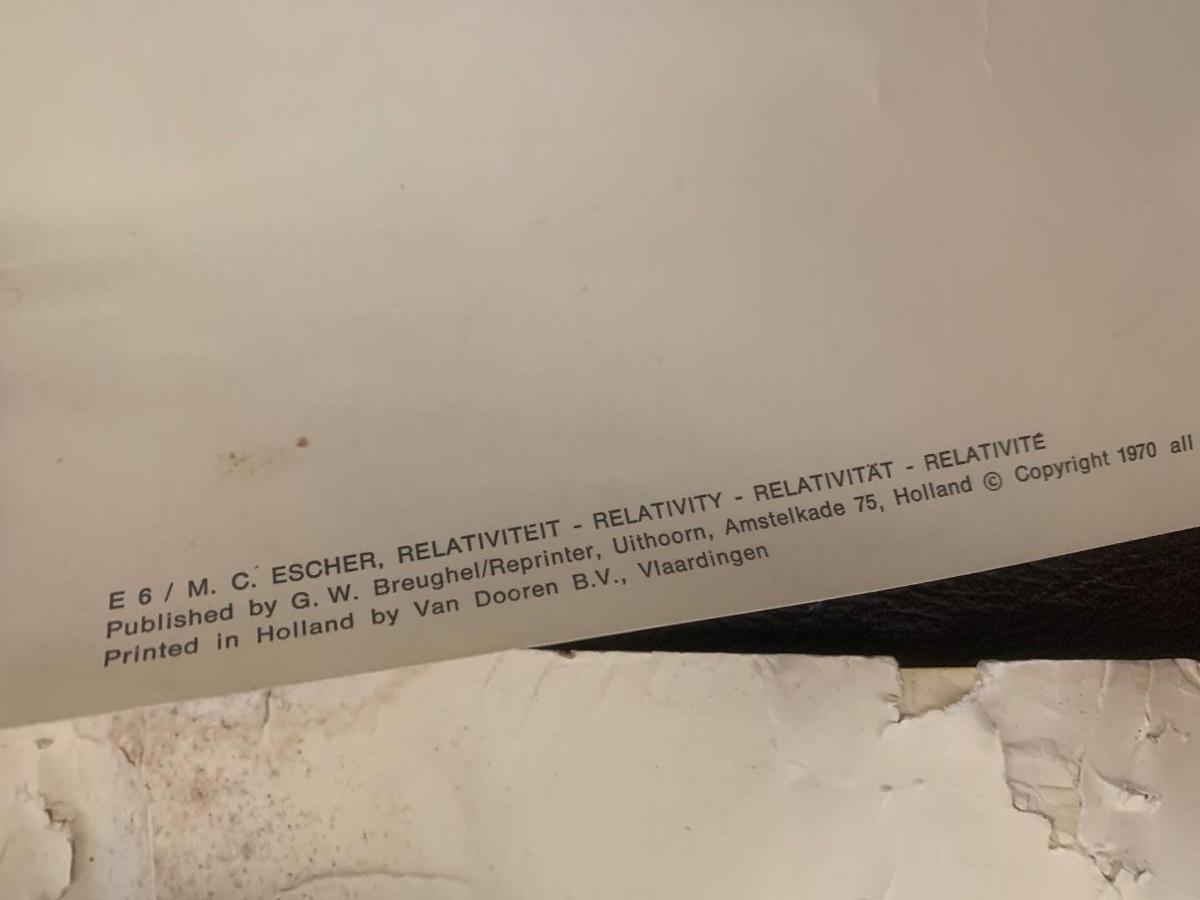 E 6 / M. C. ESCHER, RELATIVITEIT - RELATIVITY - RELATIVITÄT - RELATIVITÉ
Published by G. W. Breughel/Reprinter, Uithoorn, Amstelkade 75, Holland © Copyright 1970 all
Printed in Holland by Van Dooren B.V., Vlaardingen